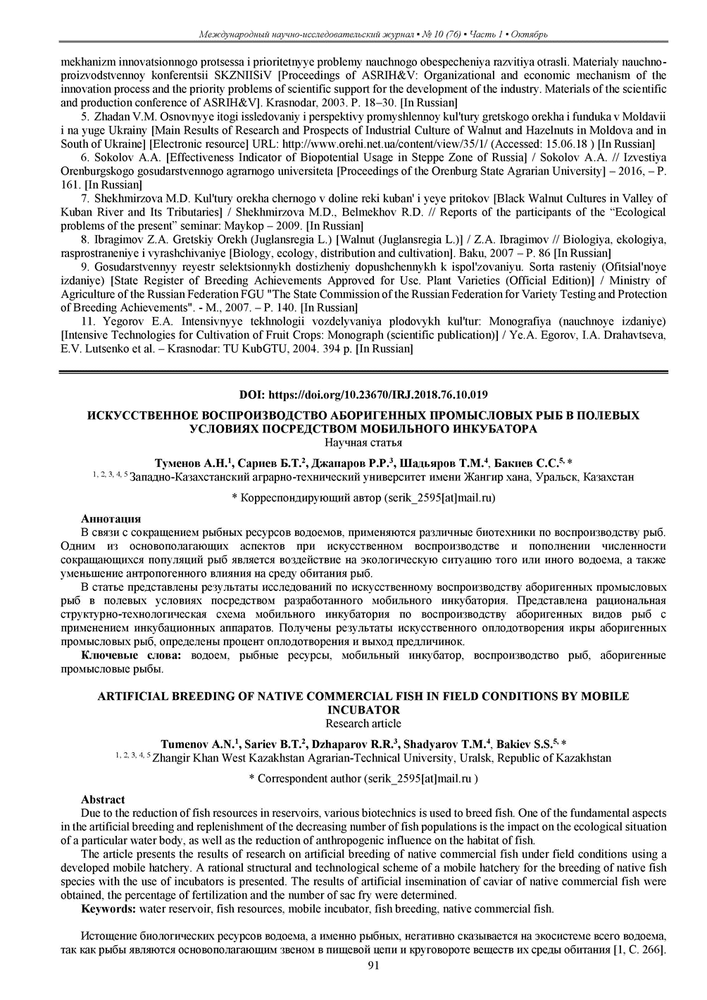 Международный научно-исследовательский журнал ▪ № 10 (76) ▪ Часть 1 ▪ Октябрь
mekhanizm innovatsionnogo protsessa i prioritetnyye problemy nauchnogo obespecheniya razvitiya otrasli. Materialy nauchno-
proizvodstvennoy konferentsii SKZNIISiV [Proceedings of ASRIH&V: Organizational and economic mechanism of the
innovation process and the priority problems of scientific support for the development of the industry. Materials of the scientific
and production conference of ASRIH&V]. Krasnodar, 2003. P. 18–30. [In Russian]
5. Zhadan V.M. Osnovnyye itogi issledovaniy i perspektivy promyshlennoy kul'tury gretskogo orekha i funduka v Moldavii
i na yuge Ukrainy [Main Results of Research and Prospects of Industrial Culture of Walnut and Hazelnuts in Moldova and in
South of Ukraine] [Electronic resource] URL: http://www.orehi.net.ua/content/view/35/1/ (Accessed: 15.06.18 ) [In Russian]
6. Sokolov A.A. [Effectiveness Indicator of Biopotential Usage in Steppe Zone of Russia] / Sokolov A.A. // Izvestiya
Orenburgskogo gosudarstvennogo agrarnogo universiteta [Proceedings of the Orenburg State Agrarian University] – 2016, – P.
161. [In Russian]
7. Shekhmirzova M.D. Kul'tury orekha chernogo v doline reki kuban' i yeye pritokov [Black Walnut Cultures in Valley of
Kuban River and Its Tributaries] / Shekhmirzova M.D., Belmekhov R.D. // Reports of the participants of the “Ecological
problems of the present” seminar: Maykop – 2009. [In Russian]
8. Ibragimov Z.A. Gretskiy Orekh (Juglansregia L.) [Walnut (Juglansregia L.)] / Z.A. Ibragimov // Biologiya, ekologiya,
rasprostraneniye i vyrashchivaniye [Biology, ecology, distribution and cultivation]. Baku, 2007 – P. 86 [In Russian]
9. Gosudarstvennyy reyestr selektsionnykh dostizheniy dopushchennykh k ispol'zovaniyu. Sorta rasteniy (Ofitsial'noye
izdaniye) [State Register of Breeding Achievements Approved for Use. Plant Varieties (Official Edition)] / Ministry of
Agriculture of the Russian Federation FGU "The State Commission of the Russian Federation for Variety Testing and Protection
of Breeding Achievements". - M., 2007. – P. 140. [In Russian]
11. Yegorov E.A. Intensivnyye tekhnologii vozdelyvaniya plodovykh kul'tur: Monografiya (nauchnoye izdaniye)
[Intensive Technologies for Cultivation of Fruit Crops: Monograph (scientific publication)] / Ye.A. Egorov, I.A. Drahavtseva,
E.V. Lutsenko et al. – Krasnodar: TU KubGTU, 2004. 394 p. [In Russian]
DOI: https://doi.org/10.23670/IRJ.2018.76.10.019
ИСКУССТВЕННОЕ ВОСПРОИЗВОДСТВО АБОРИГЕННЫХ ПРОМЫСЛОВЫХ РЫБ В ПОЛЕВЫХ
УСЛОВИЯХ ПОСРЕДСТВОМ МОБИЛЬНОГО ИНКУБАТОРА
Научная статья
Туменов А.Н.¹, Сариев Б.Т.², Джапаров Р.Р.³, Шадьяров Т.М.⁴, Бакиев С.С.⁵, *
¹, ², ³, ⁴, ⁵ Западно-Казахстанский аграрно-технический университет имени Жангир хана, Уральск, Казахстан
* Корреспондирующий автор (serik_2595[at]mail.ru)
Аннотация
В связи с сокращением рыбных ресурсов водоемов, применяются различные биотехники по воспроизводству рыб.
Одним из основополагающих аспектов при искусственном воспроизводстве и пополнении численности
сокращающихся популяций рыб является воздействие на экологическую ситуацию того или иного водоема, а также
уменьшение антропогенного влияния на среду обитания рыб.
В статье представлены результаты исследований по искусственному воспроизводству аборигенных промысловых
рыб в полевых условиях посредством разработанного мобильного инкубатория. Представлена рациональная
структурно-технологическая схема мобильного инкубатория по воспроизводству аборигенных видов рыб с
применением инкубационных аппаратов. Получены результаты искусственного оплодотворения икры аборигенных
промысловых рыб, определены процент оплодотворения и выход предличинок.
Ключевые слова: водоем, рыбные ресурсы, мобильный инкубатор, воспроизводство рыб, аборигенные
промысловые рыбы.
ARTIFICIAL BREEDING OF NATIVE COMMERCIAL FISH IN FIELD CONDITIONS BY MOBILE
INCUBATOR
Research article
Tumenov A.N.¹, Sariev B.T.², Dzhaparov R.R.³, Shadyarov T.M.⁴, Bakiev S.S.⁵, *
¹, ², ³, ⁴, ⁵ Zhangir Khan West Kazakhstan Agrarian-Technical University, Uralsk, Republic of Kazakhstan
* Correspondent author (serik_2595[at]mail.ru )
Abstract
Due to the reduction of fish resources in reservoirs, various biotechnics is used to breed fish. One of the fundamental aspects
in the artificial breeding and replenishment of the decreasing number of fish populations is the impact on the ecological situation
of a particular water body, as well as the reduction of anthropogenic influence on the habitat of fish.
The article presents the results of research on artificial breeding of native commercial fish under field conditions using a
developed mobile hatchery. A rational structural and technological scheme of a mobile hatchery for the breeding of native fish
species with the use of incubators is presented. The results of artificial insemination of caviar of native commercial fish were
obtained, the percentage of fertilization and the number of sac fry were determined.
Keywords: water reservoir, fish resources, mobile incubator, fish breeding, native commercial fish.
Истощение биологических ресурсов водоема, а именно рыбных, негативно сказывается на экосистеме всего водоема,
так как рыбы являются основополагающим звеном в пищевой цепи и круговороте веществ их среды обитания [1, С. 266].
91